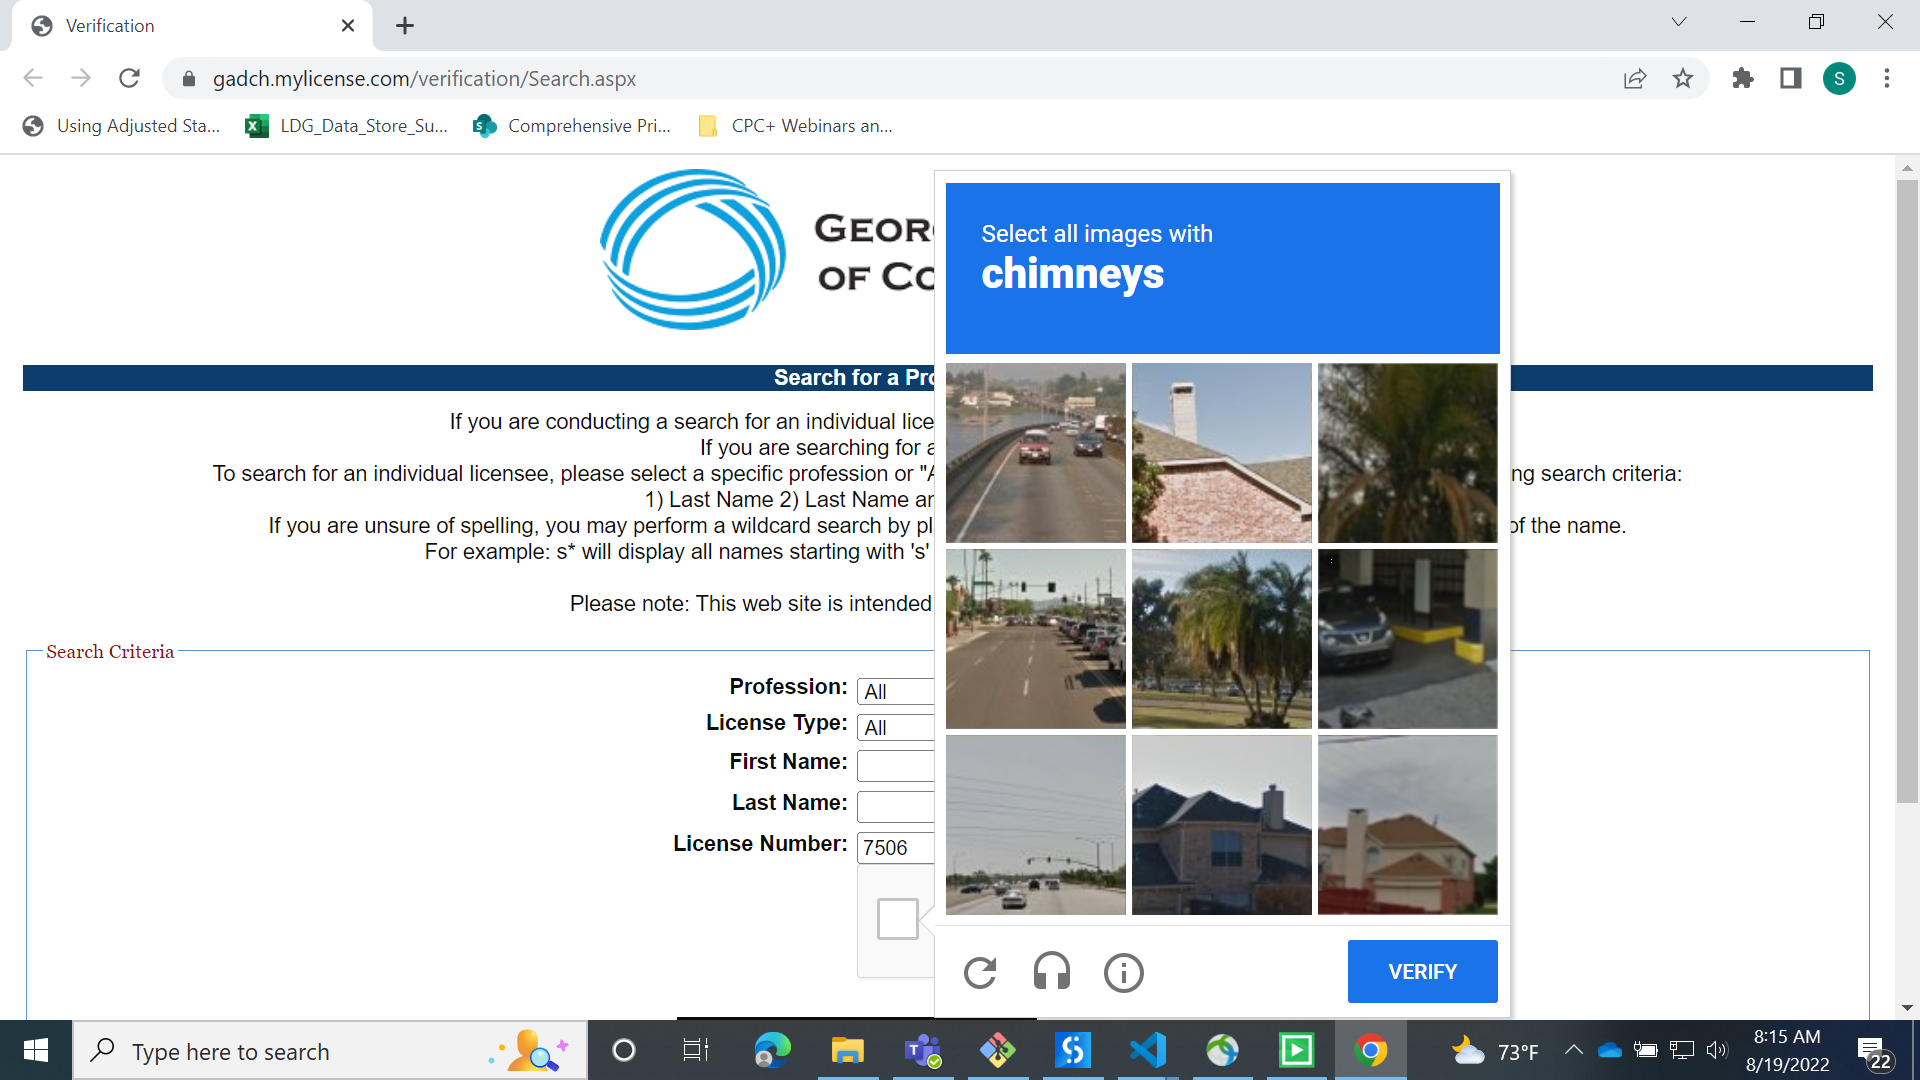 Verification
gadch.mylicense.com/verification/Search.aspx
S
Using Adjusted Sta...
LDG_Data_Store_Su...
Comprehensive Pri...
CPC+ Webinars an...
GEOR
OF CO
Select all images with
chimneys
Search for a Pro
If you are conducting a search for an individual lice
If you are searching for a
To search for an individual licensee, please select a specific profession or "A
ng search criteria:
1) Last Name 2) Last Name an
If you are unsure of spelling, you may perform a wildcard search by pl
of the name.
For example: s* will display all names starting with 's'
Please note: This web site is intended
Search Criteria
Profession: All
License Type: All
First Name:
Last Name:
License Number: 7506
VERIFY
Type here to search
73°F
8:15 AM
8/19/2022
22